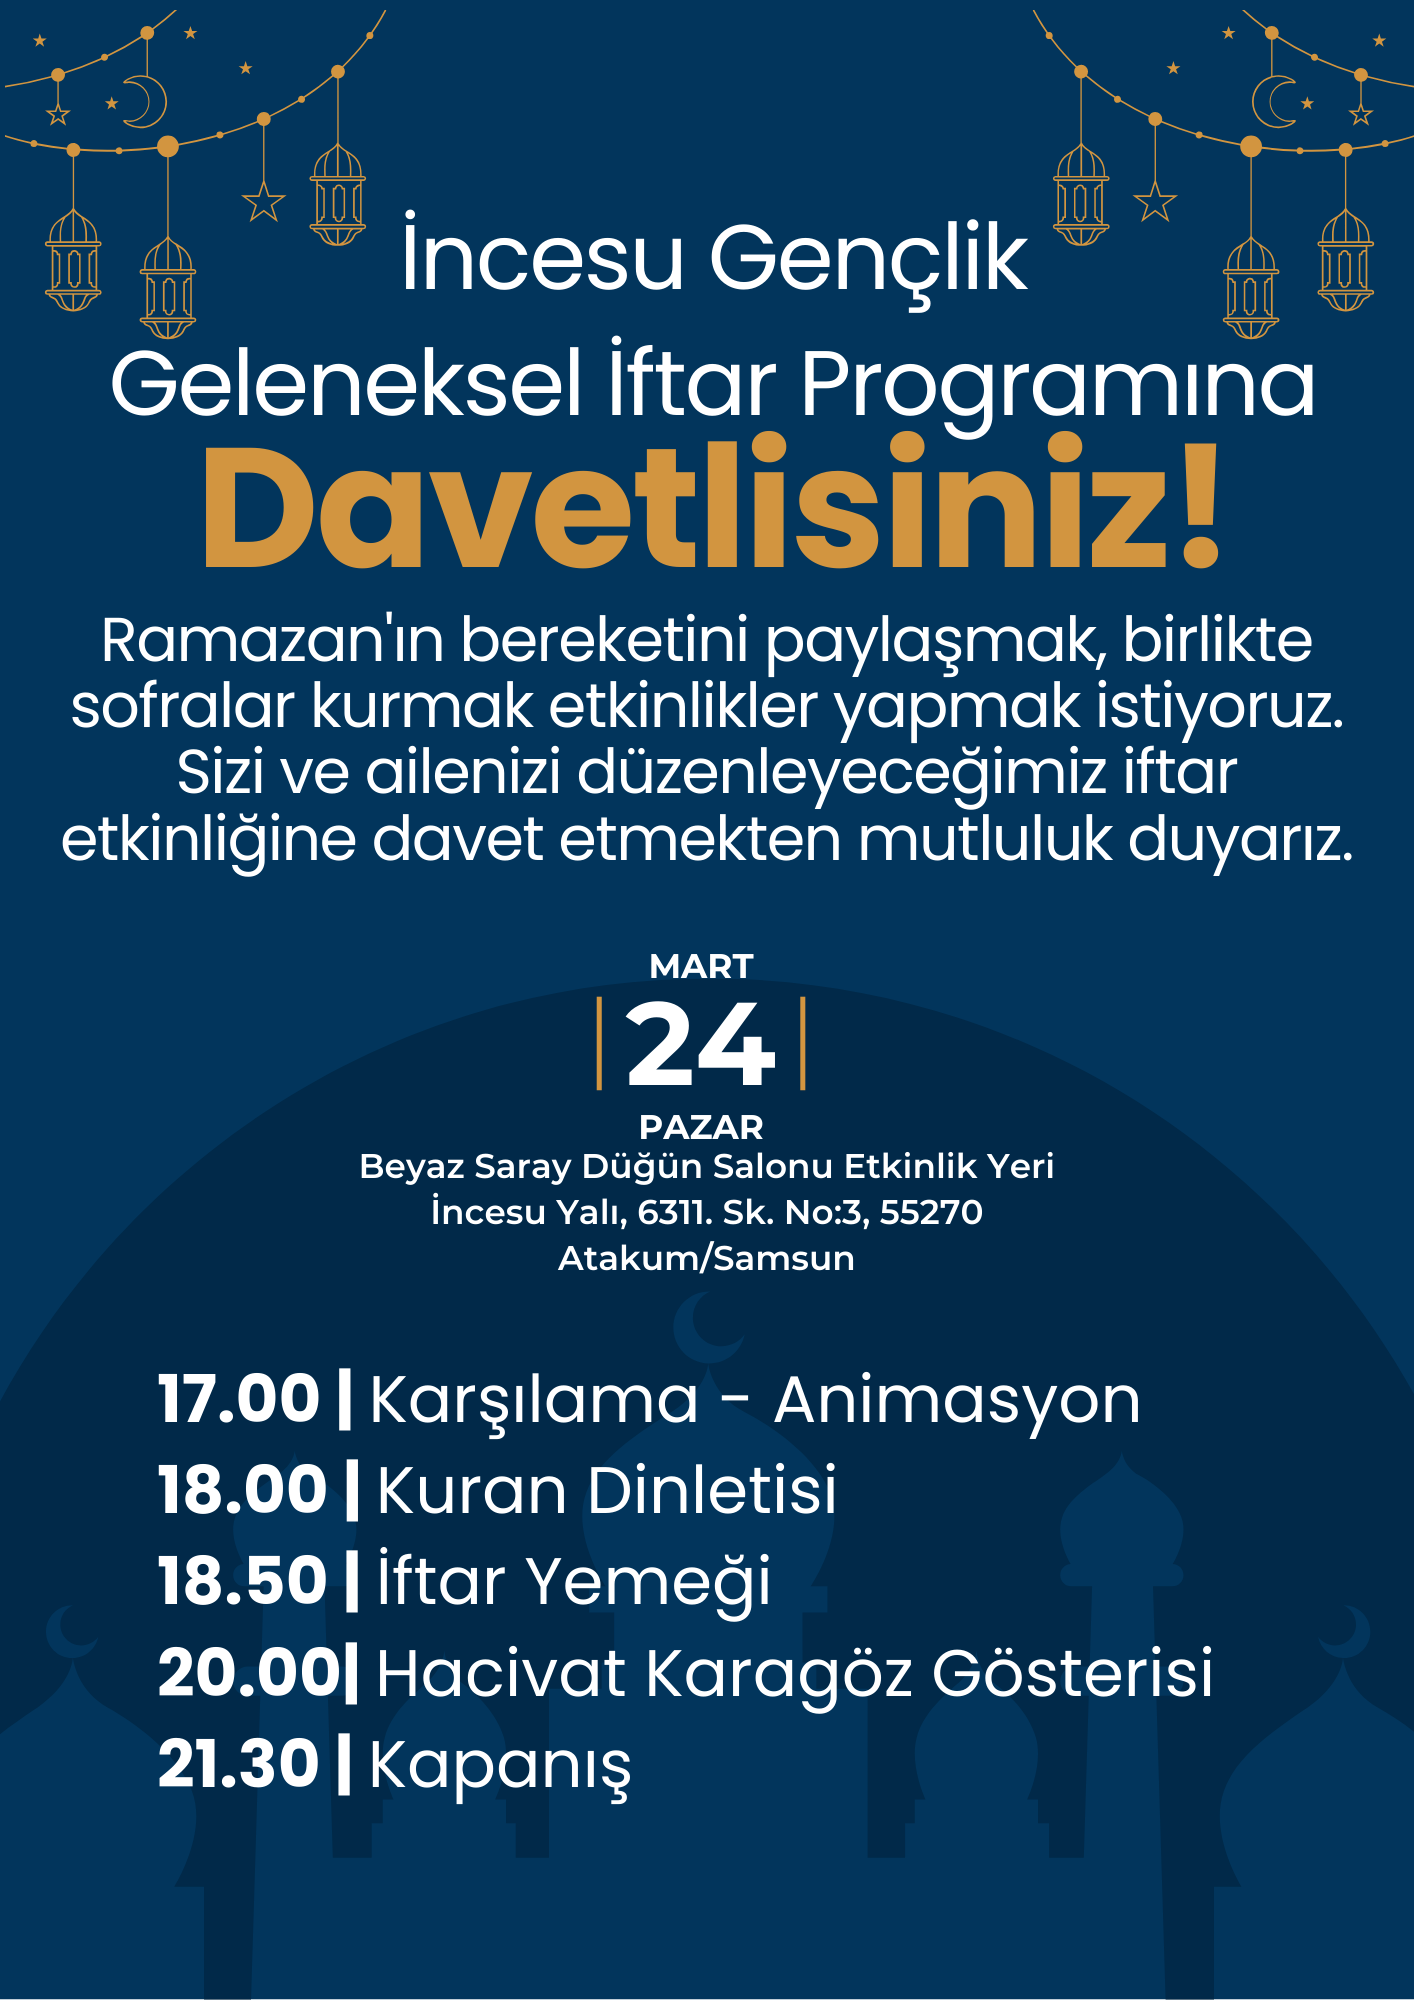 İncesu Gençlik
Geleneksel İftar Programına
Davetlisiniz!
Ramazan'ın bereketini paylaşmak, birlikte
sofralar kurmak etkinlikler yapmak istiyoruz.
Sizi ve ailenizi düzenleyeceğimiz iftar
etkinliğine davet etmekten mutluluk duyarız.
MART
24
PAZAR
Beyaz Saray Düğün Salonu Etkinlik Yeri
İncesu Yalı, 6311. Sk. No:3, 55270
Atakum/Samsun
17.00 | Karşılama - Animasyon
18.00 | Kuran Dinletisi
18.50 | İftar Yemeği
20.00| Hacivat Karagöz Gösterisi
21.30 | Kapanış